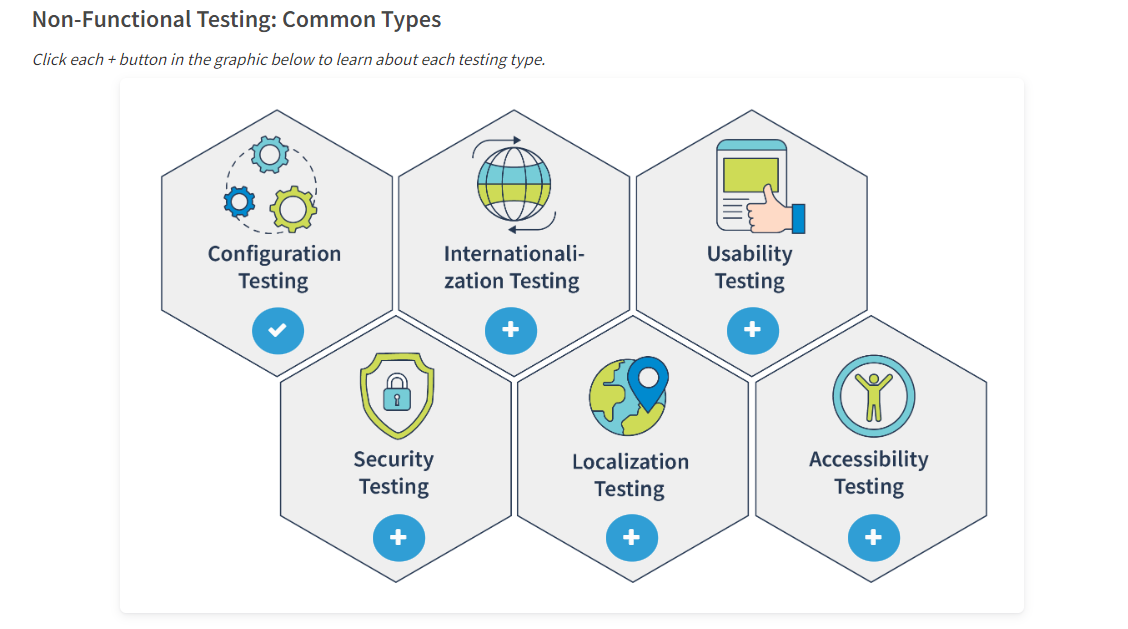 Non-Functional Testing: Common Types
Click each + button in the graphic below to learn about each testing type.
Configuration
Testing
Internationali-
zation Testing
Usability
Testing
Security
Testing
Localization
Testing
Accessibility
Testing